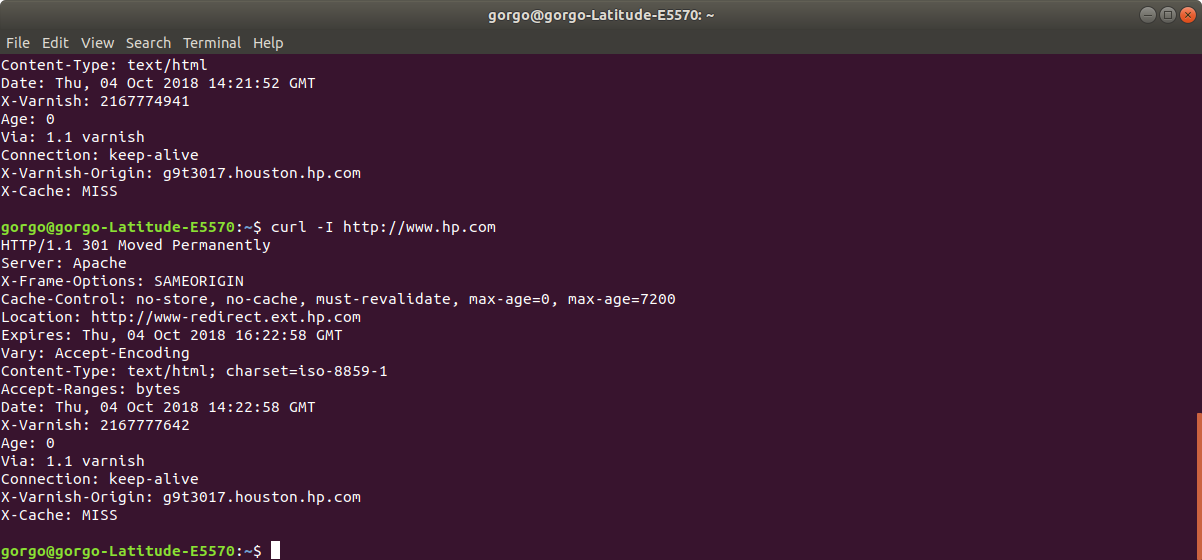 gorgo@gorgo-Latitude-E5570: ~
File Edit View Search Terminal Help
Content-Type: text/html
Date: Thu, 04 Oct 2018 14:21:52 GMT
X-Varnish: 2167774941
Age: 0
Via: 1.1 varnish
Connection: keep-alive
X-Varnish-Origin: g9t3017.houston.hp.com
X-Cache: MISS
gorgo@gorgo-Latitude-E5570:~$ curl -I http://www.hp.com
HTTP/1.1 301 Moved Permanently
Server: Apache
X-Frame-Options: SAMEORIGIN
Cache-Control: no-store, no-cache, must-revalidate, max-age=0, max-age=7200
Location: http://www-redirect.ext.hp.com
Expires: Thu, 04 Oct 2018 16:22:58 GMT
Vary: Accept-Encoding
Content-Type: text/html; charset=iso-8859-1
Accept-Ranges: bytes
Date: Thu, 04 Oct 2018 14:22:58 GMT
X-Varnish: 2167777642
Age: 0
Via: 1.1 varnish
Connection: keep-alive
X-Varnish-Origin: g9t3017.houston.hp.com
X-Cache: MISS
gorgo@gorgo-Latitude-E5570:~$